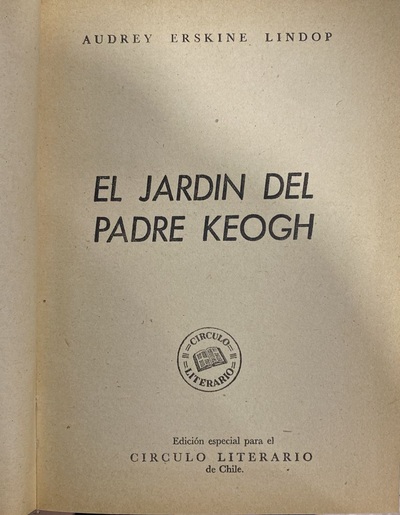 AUDREY ERSKINE LINDOP
EL JARDIN DEL
PADRE KEOGH
CIRCULO
LITERARIO
Edición especial para el
CIRCULO LITERARIO
de Chile.